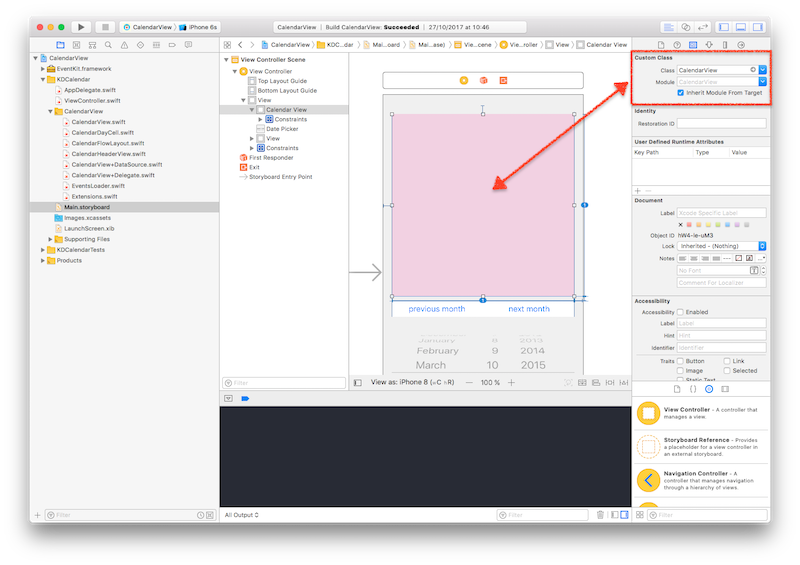 CalendarView
iPhone 6s
CalendarView
Build CalendarView: Succeeded
27/10/2017 at 10:46
CalendarView
EventKit.framework
KDCalendar
AppDelegate.swift
ViewController.swift
CalendarView
CalendarView.swift
CalendarDayCell.swift
CalendarFlowLayout.swift
CalendarHeaderView.swift
CalendarView+DataSource.swift
CalendarView+Delegate.swift
EventsLoader.swift
Extensions.swift
Main.storyboard
Images.xcassets
LaunchScreen.xib
Supporting Files
KDCalendarTests
Products
Filter
CalendarView
KDC...dar
Mai...oard
Mai...ase)
Vie...cene
Vie...roller
View
Calendar View
View Controller Scene
View Controller
Top Layout Guide
Bottom Layout Guide
View
Calendar View
Constraints
Date Picker
View
Constraints
First Responder
Exit
Storyboard Entry Point
Filter
previous month
next month
January 9 2013
February 9 2014
March 10 2015
View as: iPhone 8 (wC hR)
100 %
All Output
Filter
Custom Class
Class CalendarView
Module CalendarView
Inherit Module From Target
Identity
Restoration ID
User Defined Runtime Attributes
Key Path Type Value
Document
Label Xcode Specific Label
Object ID hW4-le-uM3
Lock Inherited - (Nothing)
Notes
No Font
Comment For Localizer
Accessibility
Accessibility Enabled
Label Label
Hint Hint
Identifier Identifier
Traits Button Link
Image Selected
Static Text
View Controller - A controller that manages a view.
Storyboard Reference - Provides a placeholder for a view controller in an external storyboard.
Navigation Controller - A controller that manages navigation through a hierarchy of views.
Filter